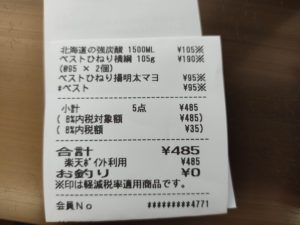 北海道の強炭酸 1500ML ¥105※
ベストひねり横綱 105g ¥190※
(@95 × 2個)
ベストひねり揚明太マヨ ¥95※
#ベスト ¥95※
小計 5点 ¥485
( 8%内税対象額 ¥485)
( 8%内税額 ¥35)
合計 ¥485
楽天ポイント利用 ¥485
お釣り ¥0
※印は軽減税率適用商品です。
会員No *********4771